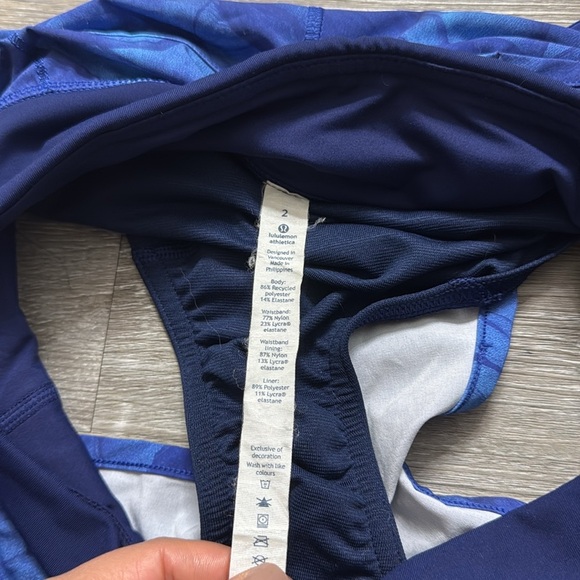 2
lululemon
athletica
Designed in
Vancouver
Made in
Philippines
Body:
86% Recycled
polyester
14% Elastane
Waistband:
77% Nylon
23% Lycra®
elastane
Waistband
lining:
87% Nylon
13% Lycra®
elastane
Liner:
89% Polyester
11% Lycra®
elastane
Exclusive of
decoration
Wash with like
colours